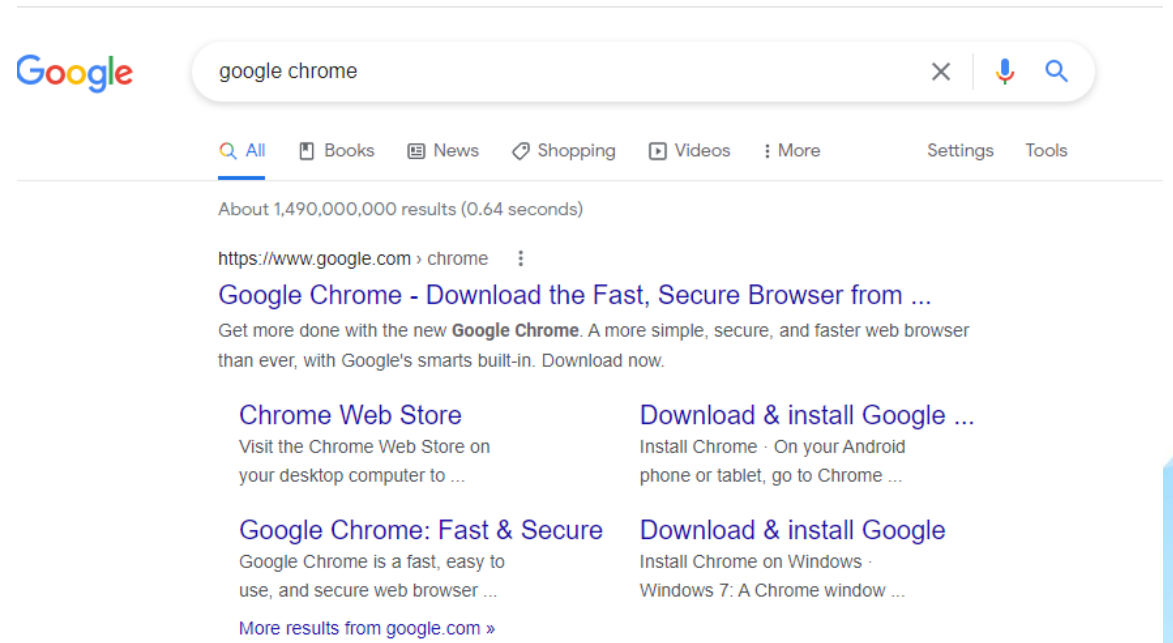 Google
google chrome
All Books News Shopping Videos More Settings Tools
About 1,490,000,000 results (0.64 seconds)
https://www.google.com › chrome
Google Chrome - Download the Fast, Secure Browser from ...
Get more done with the new Google Chrome. A more simple, secure, and faster web browser
than ever, with Google's smarts built-in. Download now.
Chrome Web Store
Visit the Chrome Web Store on
your desktop computer to ...
Download & install Google ...
Install Chrome · On your Android
phone or tablet, go to Chrome ...
Google Chrome: Fast & Secure
Google Chrome is a fast, easy to
use, and secure web browser ...
Download & install Google
Install Chrome on Windows ·
Windows 7: A Chrome window ...
More results from google.com »